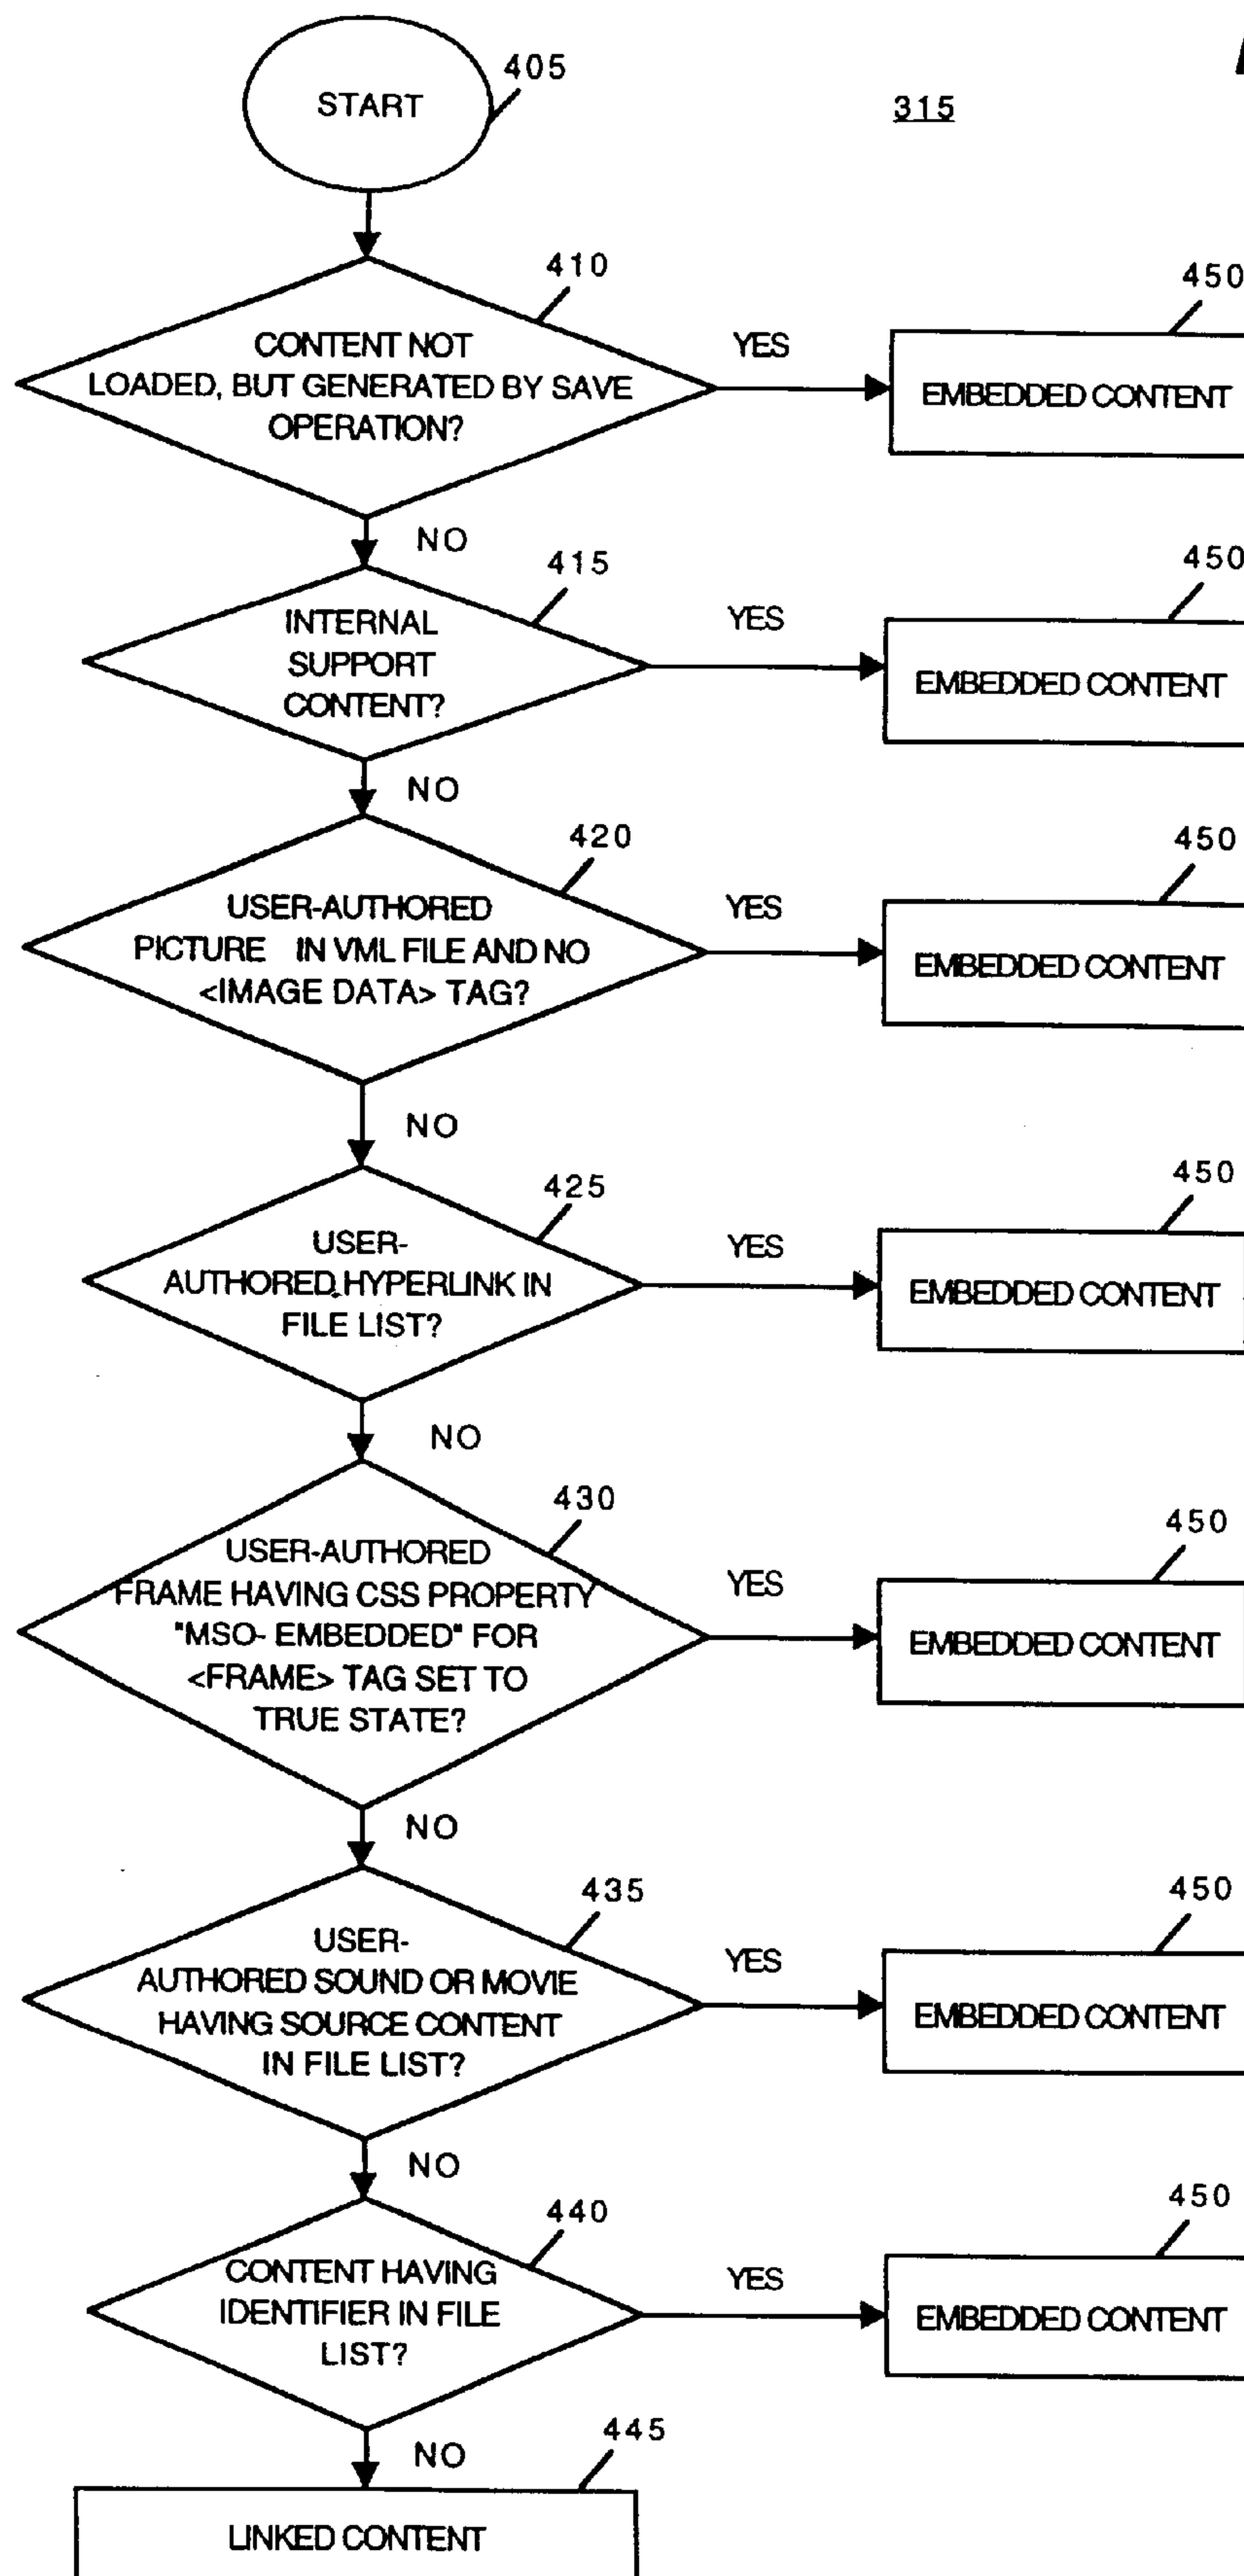 405
START
315
410
CONTENT NOT
LOADED, BUT GENERATED BY SAVE
OPERATION?
YES
450
EMBEDDED CONTENT
NO
415
INTERNAL
SUPPORT
CONTENT?
YES
450
EMBEDDED CONTENT
NO
420
USER-AUTHORED
PICTURE IN VML FILE AND NO
<IMAGE DATA> TAG?
YES
450
EMBEDDED CONTENT
NO
425
USER-
AUTHORED HYPERLINK IN
FILE LIST?
YES
450
EMBEDDED CONTENT
NO
430
USER-AUTHORED
FRAME HAVING CSS PROPERTY
"MSO- EMBEDDED" FOR
<FRAME> TAG SET TO
TRUE STATE?
YES
450
EMBEDDED CONTENT
NO
435
USER-
AUTHORED SOUND OR MOVIE
HAVING SOURCE CONTENT
IN FILE LIST?
YES
450
EMBEDDED CONTENT
NO
440
CONTENT HAVING
IDENTIFIER IN FILE
LIST?
YES
450
EMBEDDED CONTENT
NO
445
LINKED CONTENT